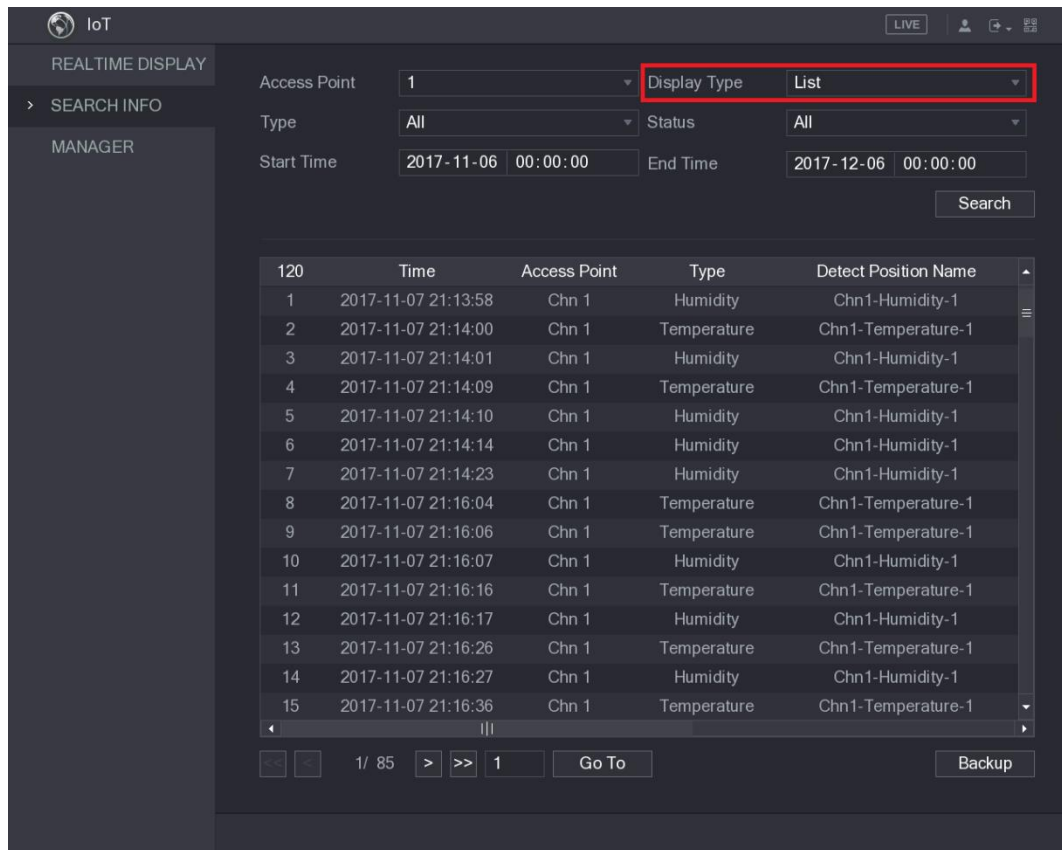 IoT LIVE
REALTIME DISPLAY
SEARCH INFO
MANAGER
Access Point 1 Display Type List
Type All Status All
Start Time 2017-11-06 00:00:00 End Time 2017-12-06 00:00:00
Search
120 Time Access Point Type Detect Position Name
1 2017-11-07 21:13:58 Chn 1 Humidity Chn1-Humidity-1
2 2017-11-07 21:14:00 Chn 1 Temperature Chn1-Temperature-1
3 2017-11-07 21:14:01 Chn 1 Humidity Chn1-Humidity-1
4 2017-11-07 21:14:09 Chn 1 Temperature Chn1-Temperature-1
5 2017-11-07 21:14:10 Chn 1 Humidity Chn1-Humidity-1
6 2017-11-07 21:14:14 Chn 1 Humidity Chn1-Humidity-1
7 2017-11-07 21:14:23 Chn 1 Humidity Chn1-Humidity-1
8 2017-11-07 21:16:04 Chn 1 Temperature Chn1-Temperature-1
9 2017-11-07 21:16:06 Chn 1 Temperature Chn1-Temperature-1
10 2017-11-07 21:16:07 Chn 1 Humidity Chn1-Humidity-1
11 2017-11-07 21:16:16 Chn 1 Temperature Chn1-Temperature-1
12 2017-11-07 21:16:17 Chn 1 Humidity Chn1-Humidity-1
13 2017-11-07 21:16:26 Chn 1 Temperature Chn1-Temperature-1
14 2017-11-07 21:16:27 Chn 1 Humidity Chn1-Humidity-1
15 2017-11-07 21:16:36 Chn 1 Temperature Chn1-Temperature-1
<< < 1/ 85 > >> 1 Go To Backup